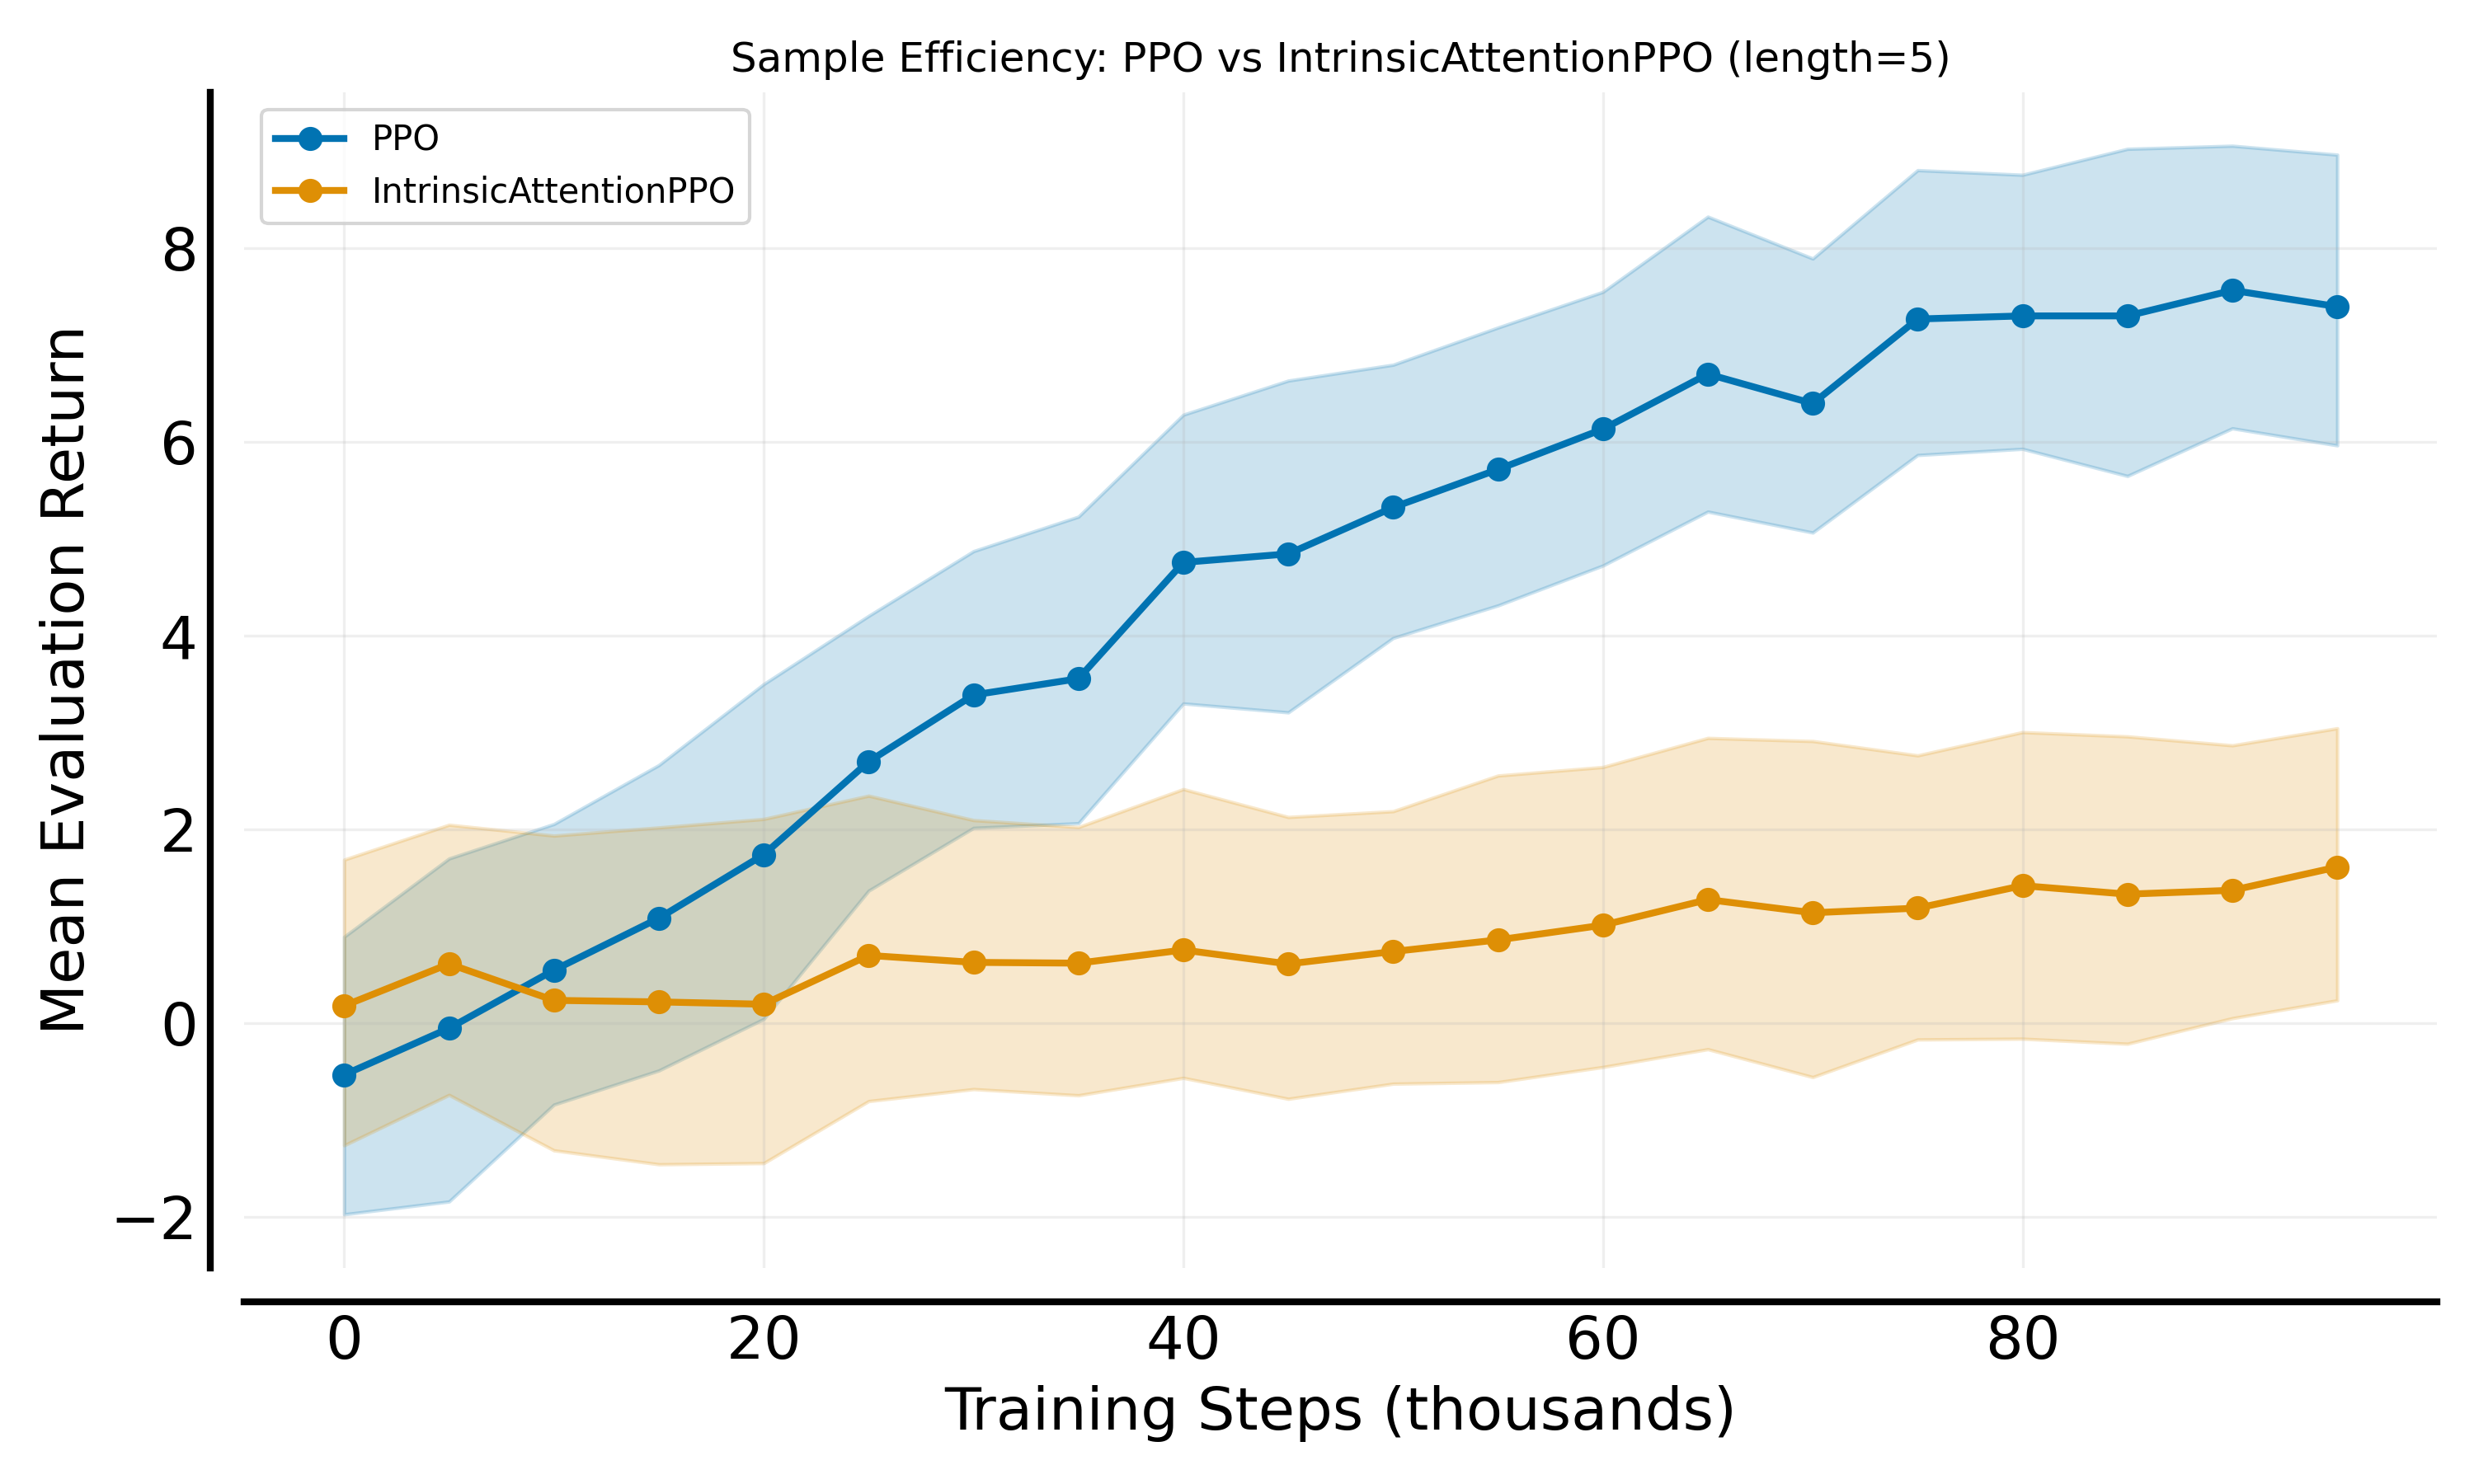 Sample Efficiency: PPO vs IntrinsicAttentionPPO (length=5)
PPO
IntrinsicAttentionPPO
Mean Evaluation Return
8
6
4
2
0
−2
0 20 40 60 80
Training Steps (thousands)